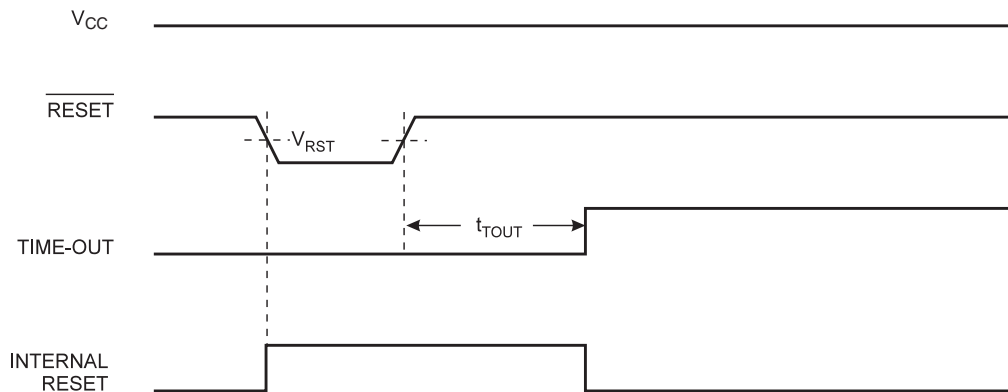 VCC
RESET
VRST
tTOUT
TIME-OUT
INTERNAL
RESET